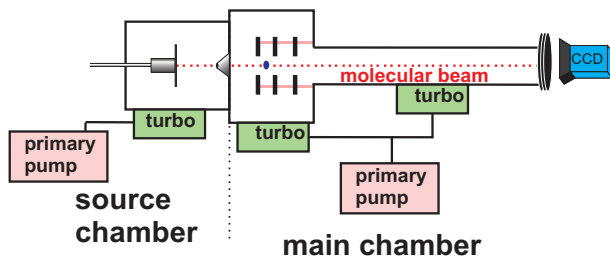 CCD
molecular beam
turbo
turbo
turbo
primary
pump
primary
pump
source
chamber
main chamber